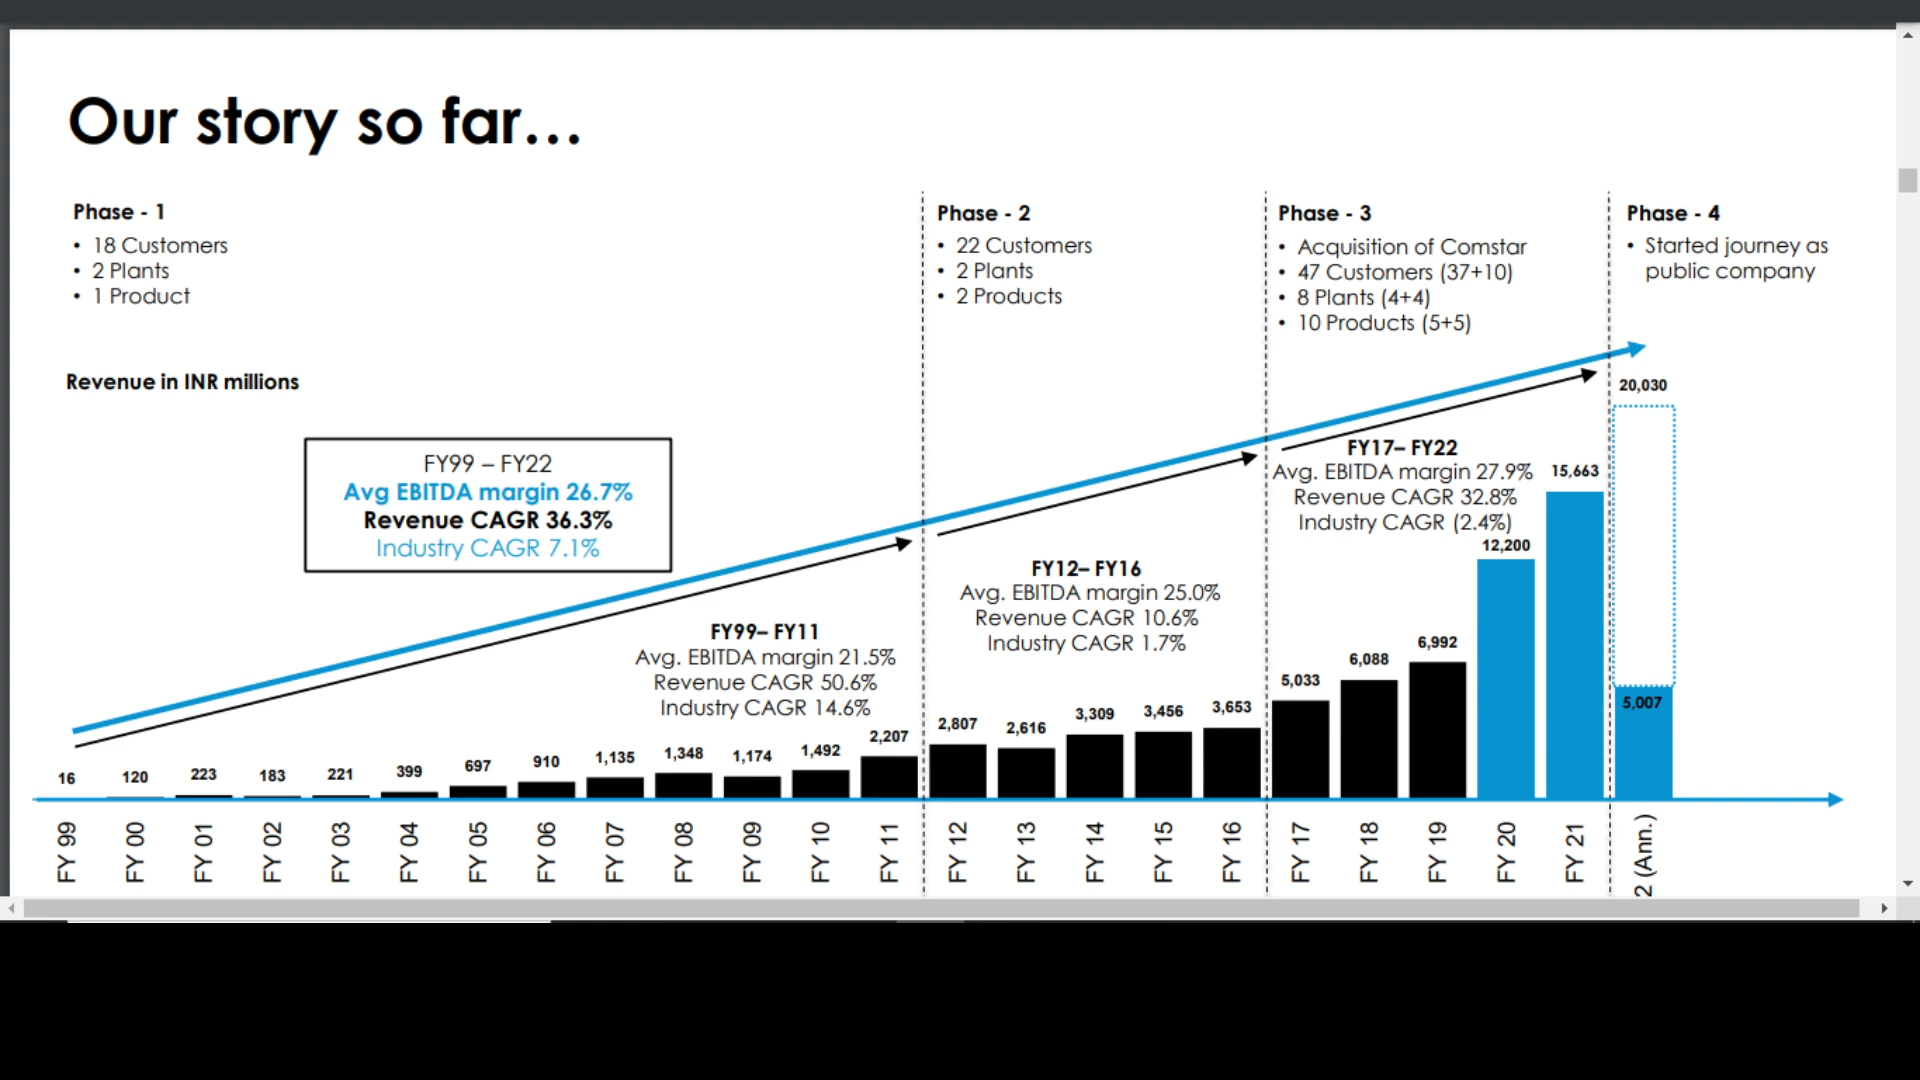 Our story so far...
Phase - 1
• 18 Customers
• 2 Plants
• 1 Product
Phase - 2
• 22 Customers
• 2 Plants
• 2 Products
Phase - 3
• Acquisition of Comstar
• 47 Customers (37+10)
• 8 Plants (4+4)
• 10 Products (5+5)
Phase - 4
• Started journey as
public company
Revenue in INR millions
FY99 – FY22
Avg EBITDA margin 26.7%
Revenue CAGR 36.3%
Industry CAGR 7.1%
FY99– FY11
Avg. EBITDA margin 21.5%
Revenue CAGR 50.6%
Industry CAGR 14.6%
FY12– FY16
Avg. EBITDA margin 25.0%
Revenue CAGR 10.6%
Industry CAGR 1.7%
FY17– FY22
Avg. EBITDA margin 27.9%
Revenue CAGR 32.8%
Industry CAGR (2.4%)
16
120
223
183
221
399
697
910
1,135
1,348
1,174
1,492
2,207
2,807
2,616
3,309
3,456
3,653
5,033
6,088
6,992
12,200
15,663
20,030
5,007
FY 99
FY 00
FY 01
FY 02
FY 03
FY 04
FY 05
FY 06
FY 07
FY 08
FY 09
FY 10
FY 11
FY 12
FY 13
FY 14
FY 15
FY 16
FY 17
FY 18
FY 19
FY 20
FY 21
2 (Ann.)